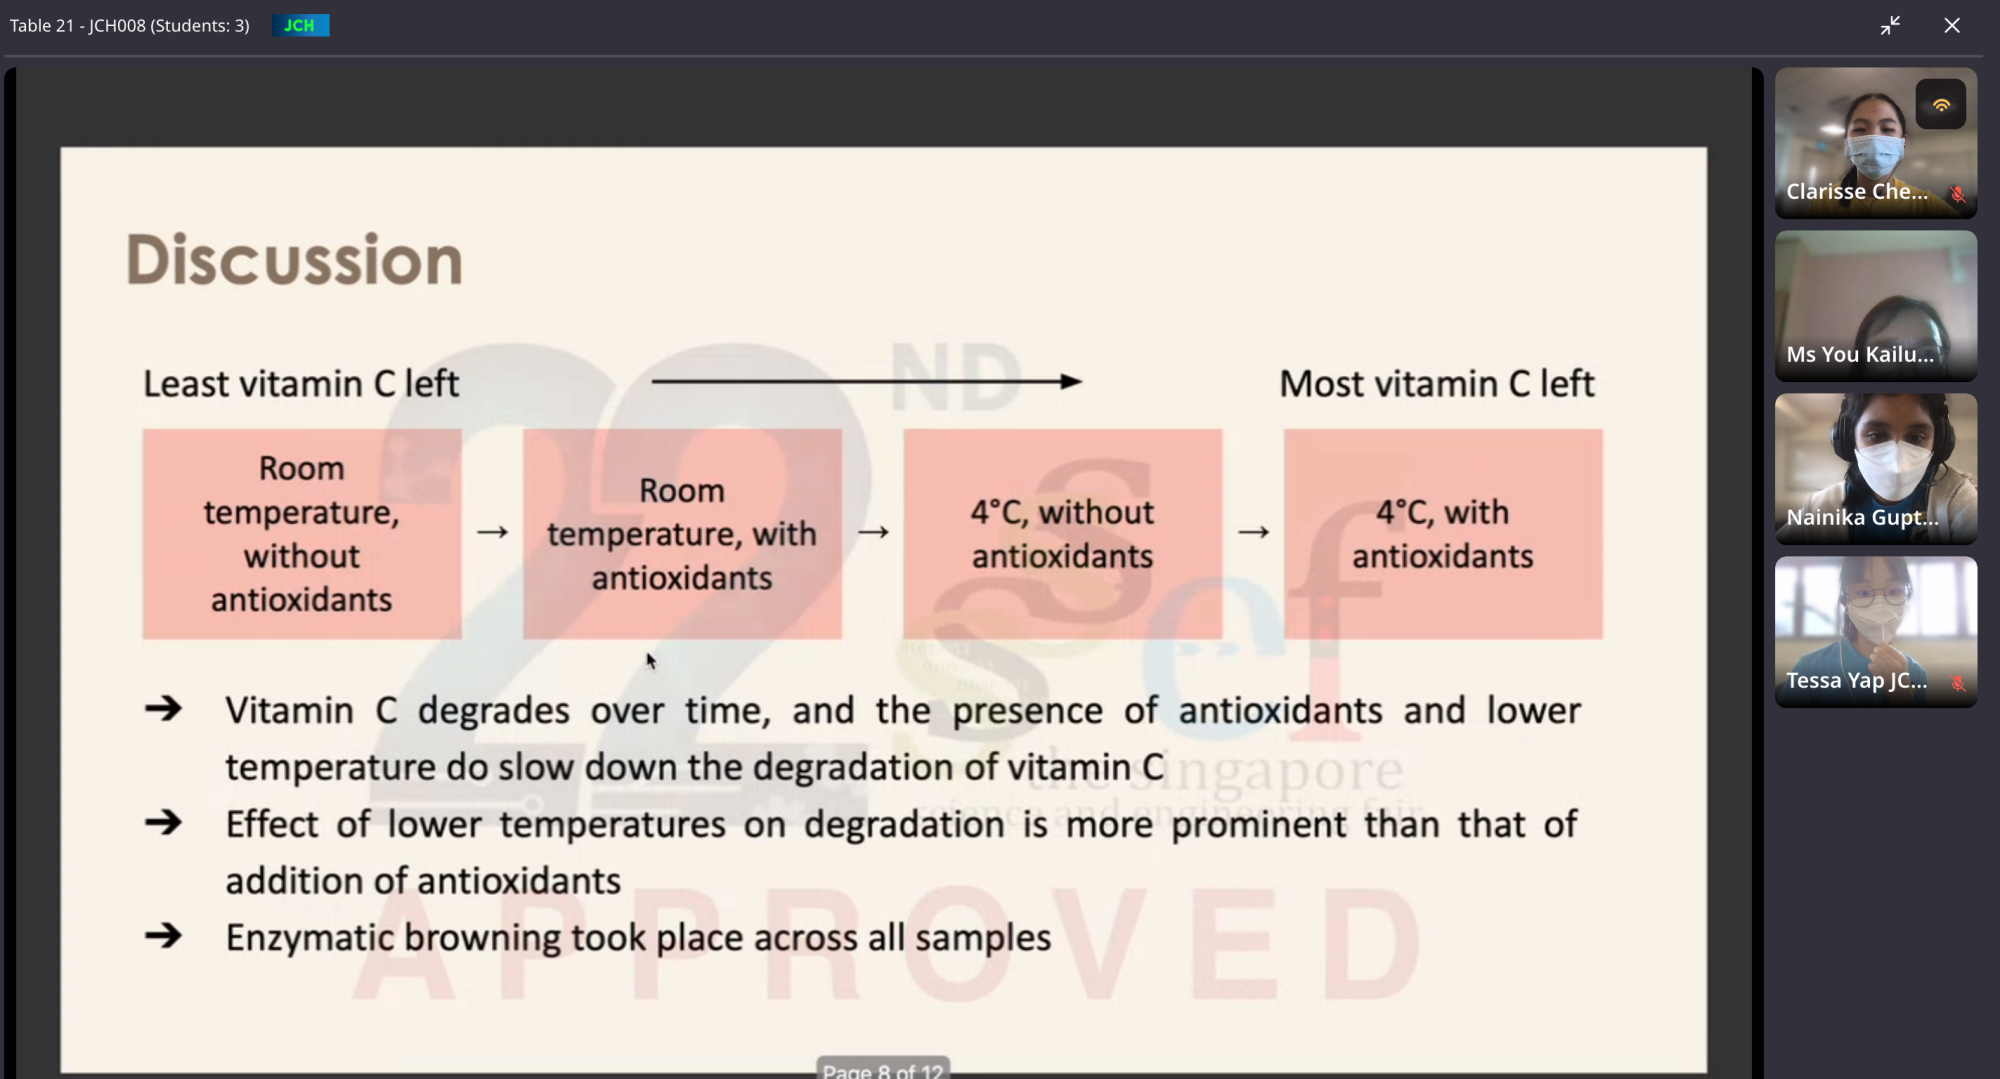 Table 21 - JCH008 (Students: 3)
JCH
Discussion
Least vitamin C left
Most vitamin C left
Room
temperature,
without
antioxidants
→
Room
temperature, with
antioxidants
→
4°C, without
antioxidants
→
4°C, with
antioxidants
➔ Vitamin C degrades over time, and the presence of antioxidants and lower
temperature do slow down the degradation of vitamin C
➔ Effect of lower temperatures on degradation is more prominent than that of
addition of antioxidants
➔ Enzymatic browning took place across all samples
22ND
ssef
the singapore
science and engineering fair
APPROVED
Page 8 of 12
Clarisse Che...
Ms You Kailu...
Nainika Gupt...
Tessa Yap JC...